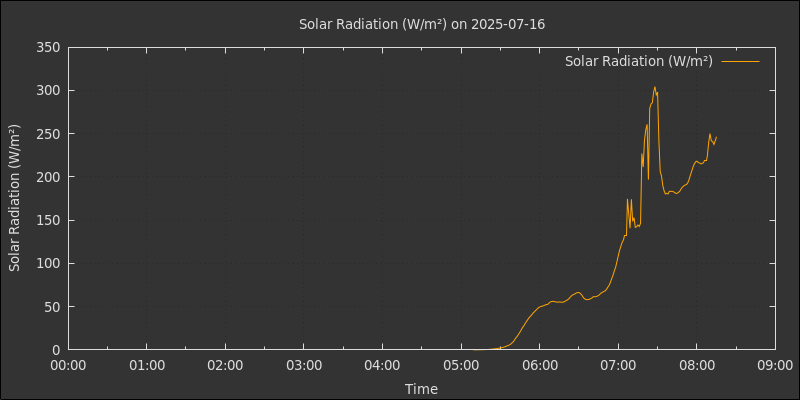 Solar Radiation (W/m²) on 2025-07-16
Solar Radiation (W/m²)
350
300
250
200
150
100
50
0
Solar Radiation (W/m²)
00:00 01:00 02:00 03:00 04:00 05:00 06:00 07:00 08:00 09:00
Time